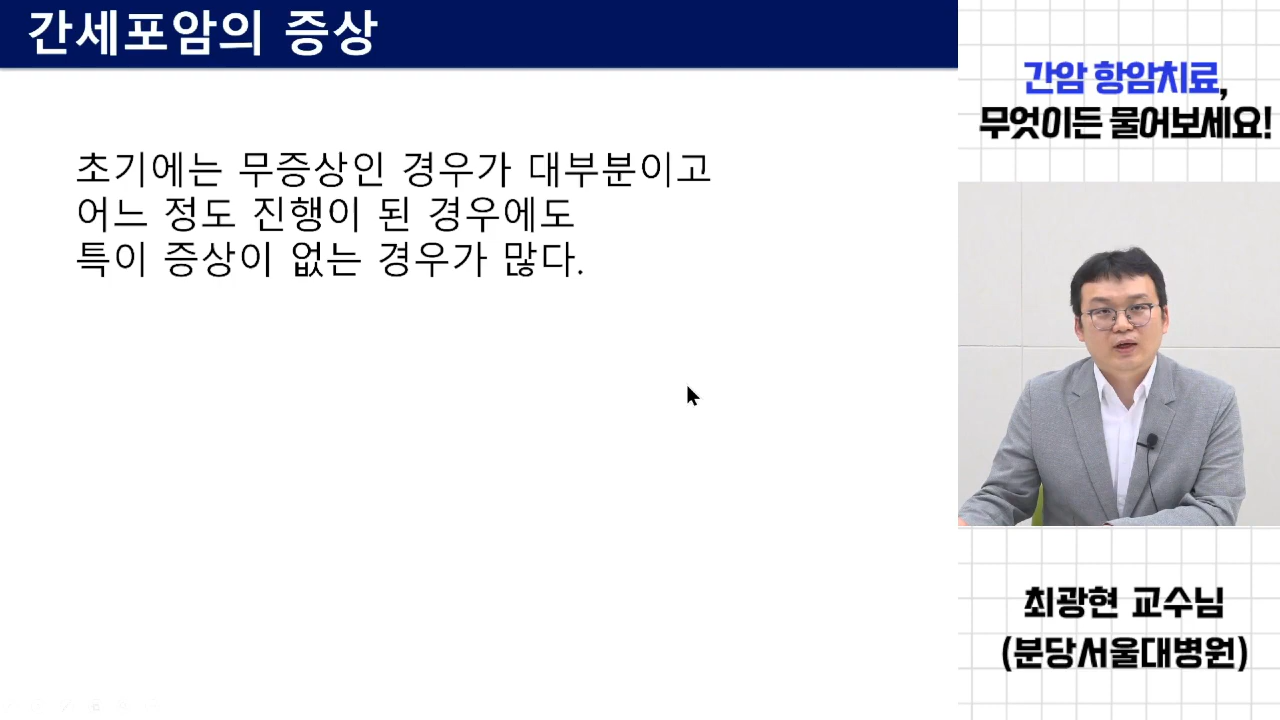 간세포암의 증상
초기에는 무증상인 경우가 대부분이고
어느 정도 진행이 된 경우에도
특이 증상이 없는 경우가 많다.
간암 항암치료,
무엇이든 물어보세요!
최광현 교수님
(분당서울대병원)